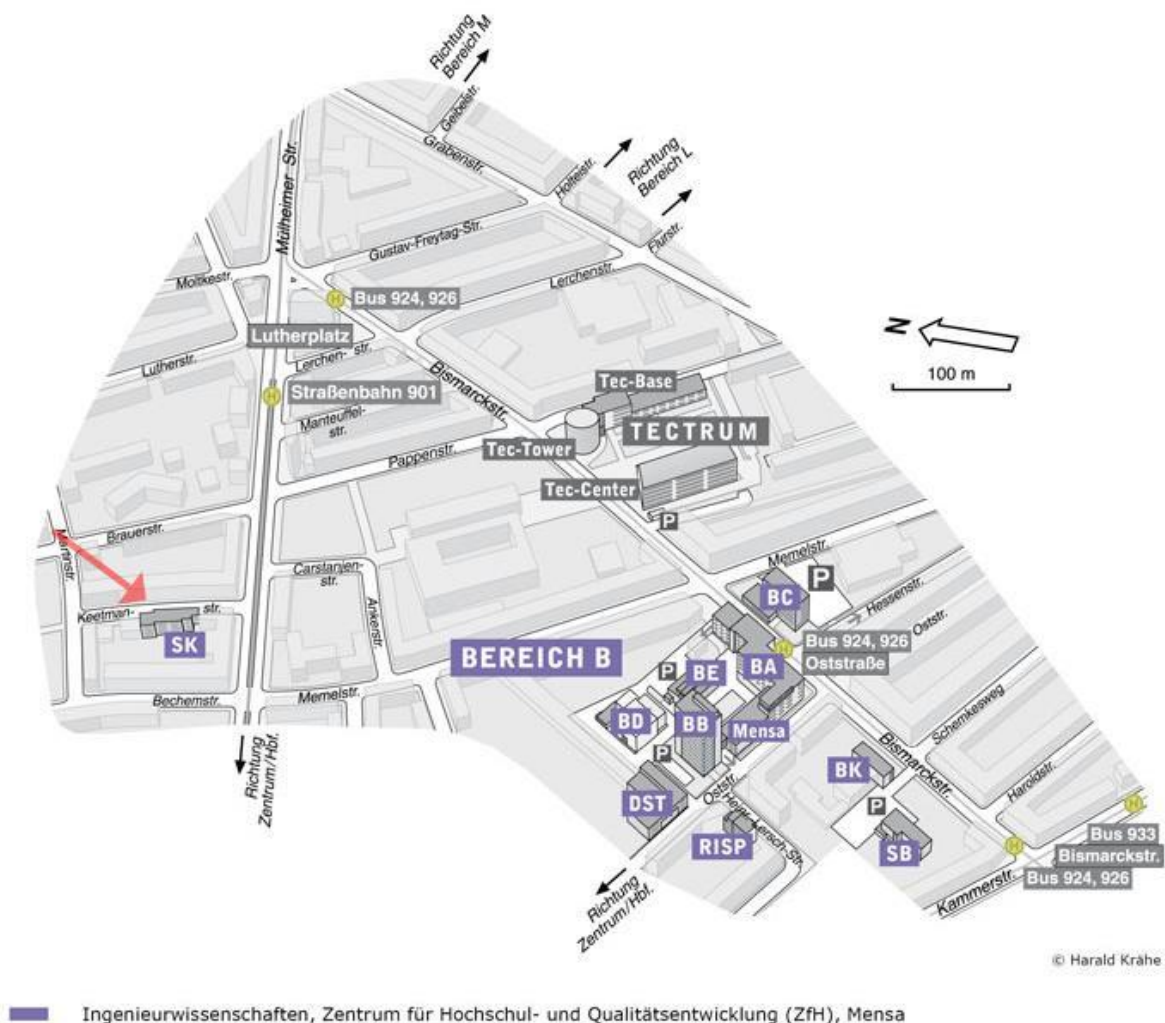 Richtung
Bereich M
Geibelstr.
Grabenstr.
Mülheimer Str.
Holteistr.
Richtung
Bereich L
Gustav-Freytag-Str.
Flurstr.
Moltkestr.
Lerchenstr.
Bus 924, 926
Lutherplatz
Lutherstr.
Lerchen-
str.
Bismarckstr.
N
100 m
Straßenbahn 901
Tec-Base
Manteuffel-
str.
TECTRUM
Tec-Tower
Pappenstr.
Tec-Center
P
Martinstr.
Brauerstr.
Memelstr.
Carstanjen-
str.
P
BC
Hessenstr.
Keetman-
str.
SK
Ankerstr.
Oststr.
BEREICH B
Bus 924, 926
Oststraße
BE
BA
P
Bechemstr.
Memelstr.
BD
BB
Mensa
Schemkesweg
P
Richtung
Zentrum/Hbf.
Bismarckstr.
BK
DST
Oststr.
Heinr.-Lersch-Str.
Haroldstr.
P
RISP
SB
Bus 933
Bismarckstr.
Bus 924, 926
Kammerstr.
Richtung
Zentrum/Hbf.
© Harald Krähe
Ingenieurwissenschaften, Zentrum für Hochschul- und Qualitätsentwicklung (ZfH), Mensa